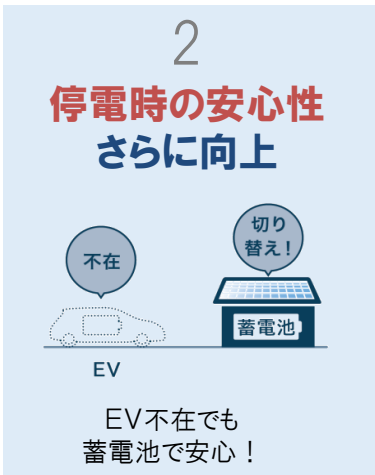 2
停電時の安心性
さらに向上
不在
切り
替え！
蓄電池
EV
EV不在でも
蓄電池で安心！